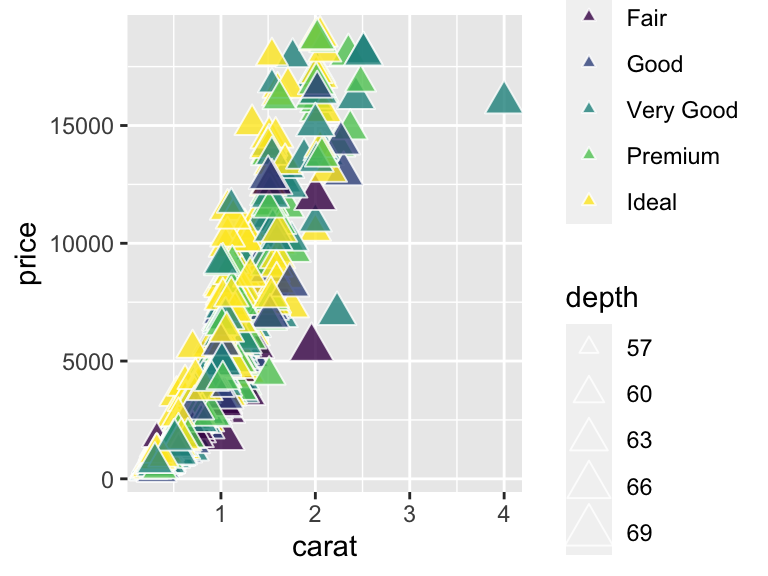 price
15000
10000
5000
0
1
2
3
4
carat
Fair
Good
Very Good
Premium
Ideal
depth
57
60
63
66
69